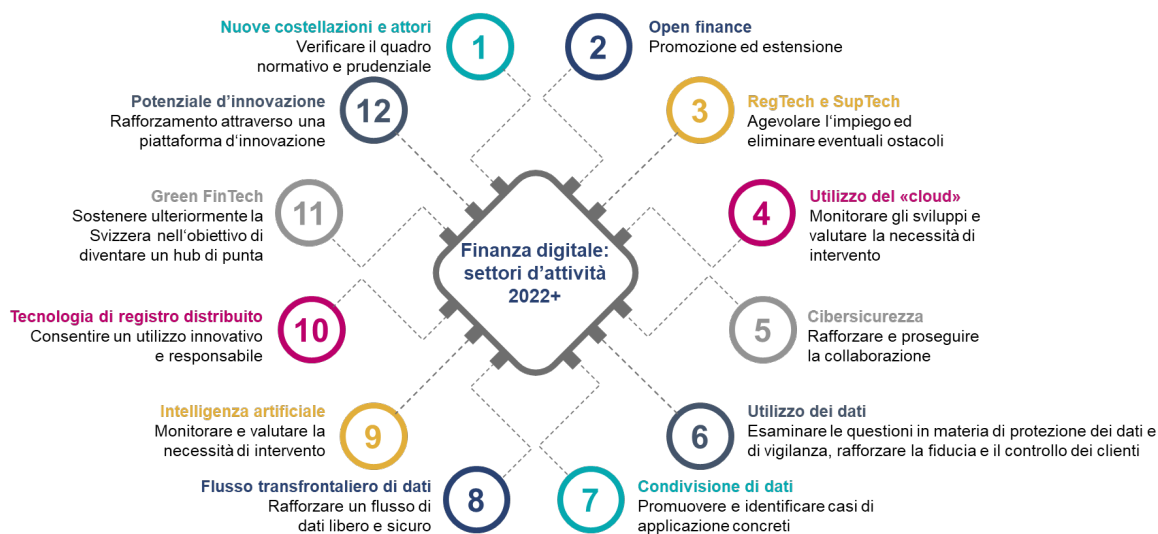 Nuove costellazioni e attori
Verificare il quadro
normativo e prudenziale
1
2
Open finance
Promozione ed estensione
3
RegTech e SupTech
Agevolare l'impiego ed
eliminare eventuali ostacoli
4
Utilizzo del «cloud»
Monitorare gli sviluppi e
valutare la necessità di
intervento
5
Cibersicurezza
Rafforzare e proseguire
la collaborazione
6
Utilizzo dei dati
Esaminare le questioni in materia di protezione dei dati e
di vigilanza, rafforzare la fiducia e il controllo dei clienti
7
Condivisione di dati
Promuovere e identificare casi di
applicazione concreti
Flusso transfrontaliero di dati
Rafforzare un flusso di
dati libero e sicuro
8
Intelligenza artificiale
Monitorare e valutare la
necessità di intervento
9
Tecnologia di registro distribuito
Consentire un utilizzo innovativo
e responsabile
10
Green FinTech
Sostenere ulteriormente la
Svizzera nell'obiettivo di
diventare un hub di punta
11
Potenziale d'innovazione
Rafforzamento attraverso una
piattaforma d'innovazione
12
Finanza digitale:
settori d'attività
2022+